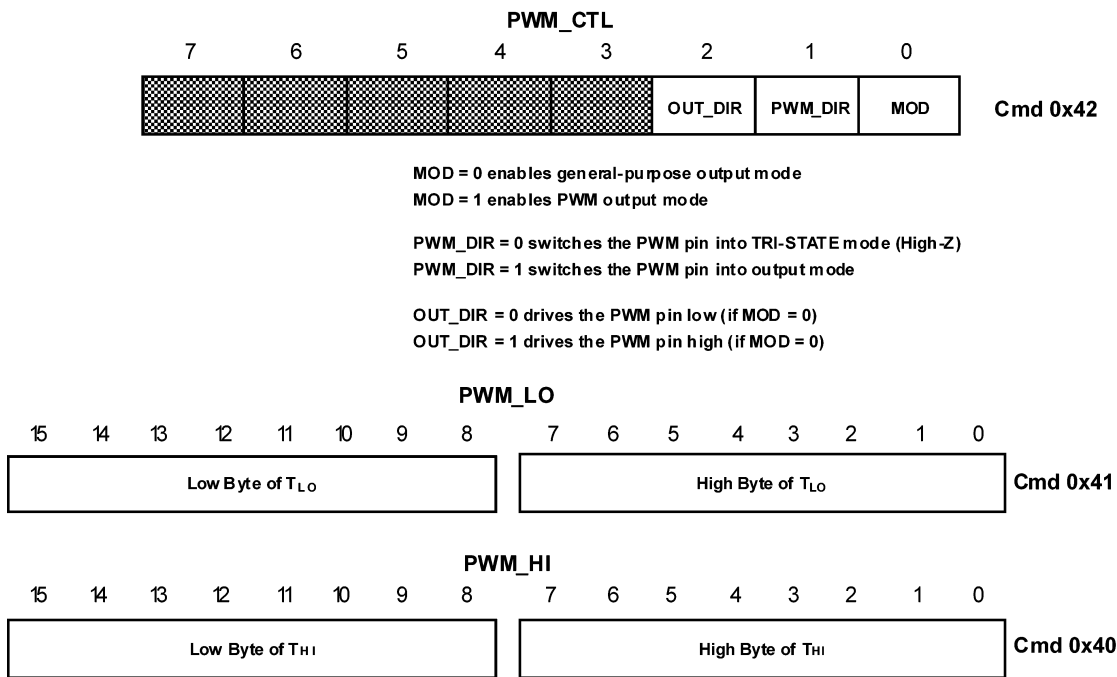 PWM_CTL
7 6 5 4 3 2 1 0
OUT_DIR PWM_DIR MOD Cmd 0x42
MOD = 0 enables general-purpose output mode
MOD = 1 enables PWM output mode
PWM_DIR = 0 switches the PWM pin into TRI-STATE mode (High-Z)
PWM_DIR = 1 switches the PWM pin into output mode
OUT_DIR = 0 drives the PWM pin low (if MOD = 0)
OUT_DIR = 1 drives the PWM pin high (if MOD = 0)
PWM_LO
15 14 13 12 11 10 9 8 7 6 5 4 3 2 1 0
Low Byte of TLO High Byte of TLO Cmd 0x41
PWM_HI
15 14 13 12 11 10 9 8 7 6 5 4 3 2 1 0
Low Byte of THI High Byte of THI Cmd 0x40